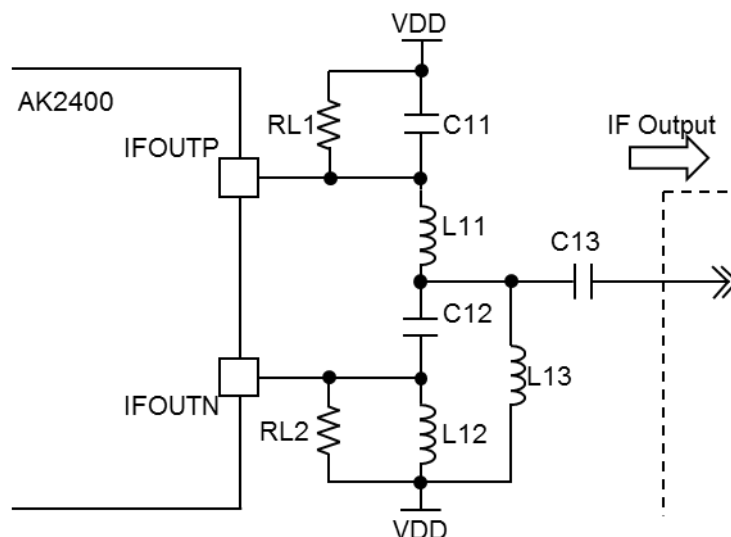 VDD
AK2400
RL1
C11
IF Output
IFOUTP
L11
C13
C12
L13
IFOUTN
RL2
L12
VDD